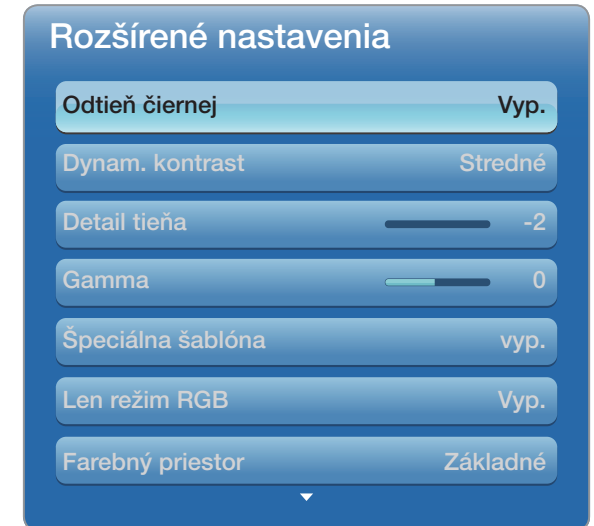 Rozšírené nastavenia
Odtieň čiernej Vyp.
Dynam. kontrast Stredné
Detail tieňa -2
Gamma 0
Špeciálna šablóna vyp.
Len režim RGB Vyp.
Farebný priestor Základné